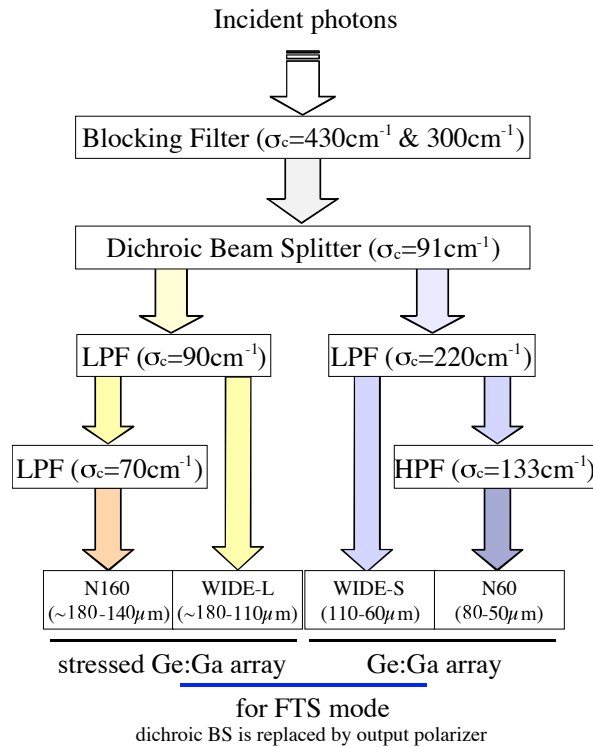 Incident photons
Blocking Filter (σc=430cm⁻¹ & 300cm⁻¹)
Dichroic Beam Splitter (σc=91cm⁻¹)
LPF (σc=90cm⁻¹)
LPF (σc=220cm⁻¹)
LPF (σc=70cm⁻¹)
HPF (σc=133cm⁻¹)
N160
(~180-140μm)
WIDE-L
(~180-110μm)
WIDE-S
(110-60μm)
N60
(80-50μm)
stressed Ge:Ga array
Ge:Ga array
for FTS mode
dichroic BS is replaced by output polarizer